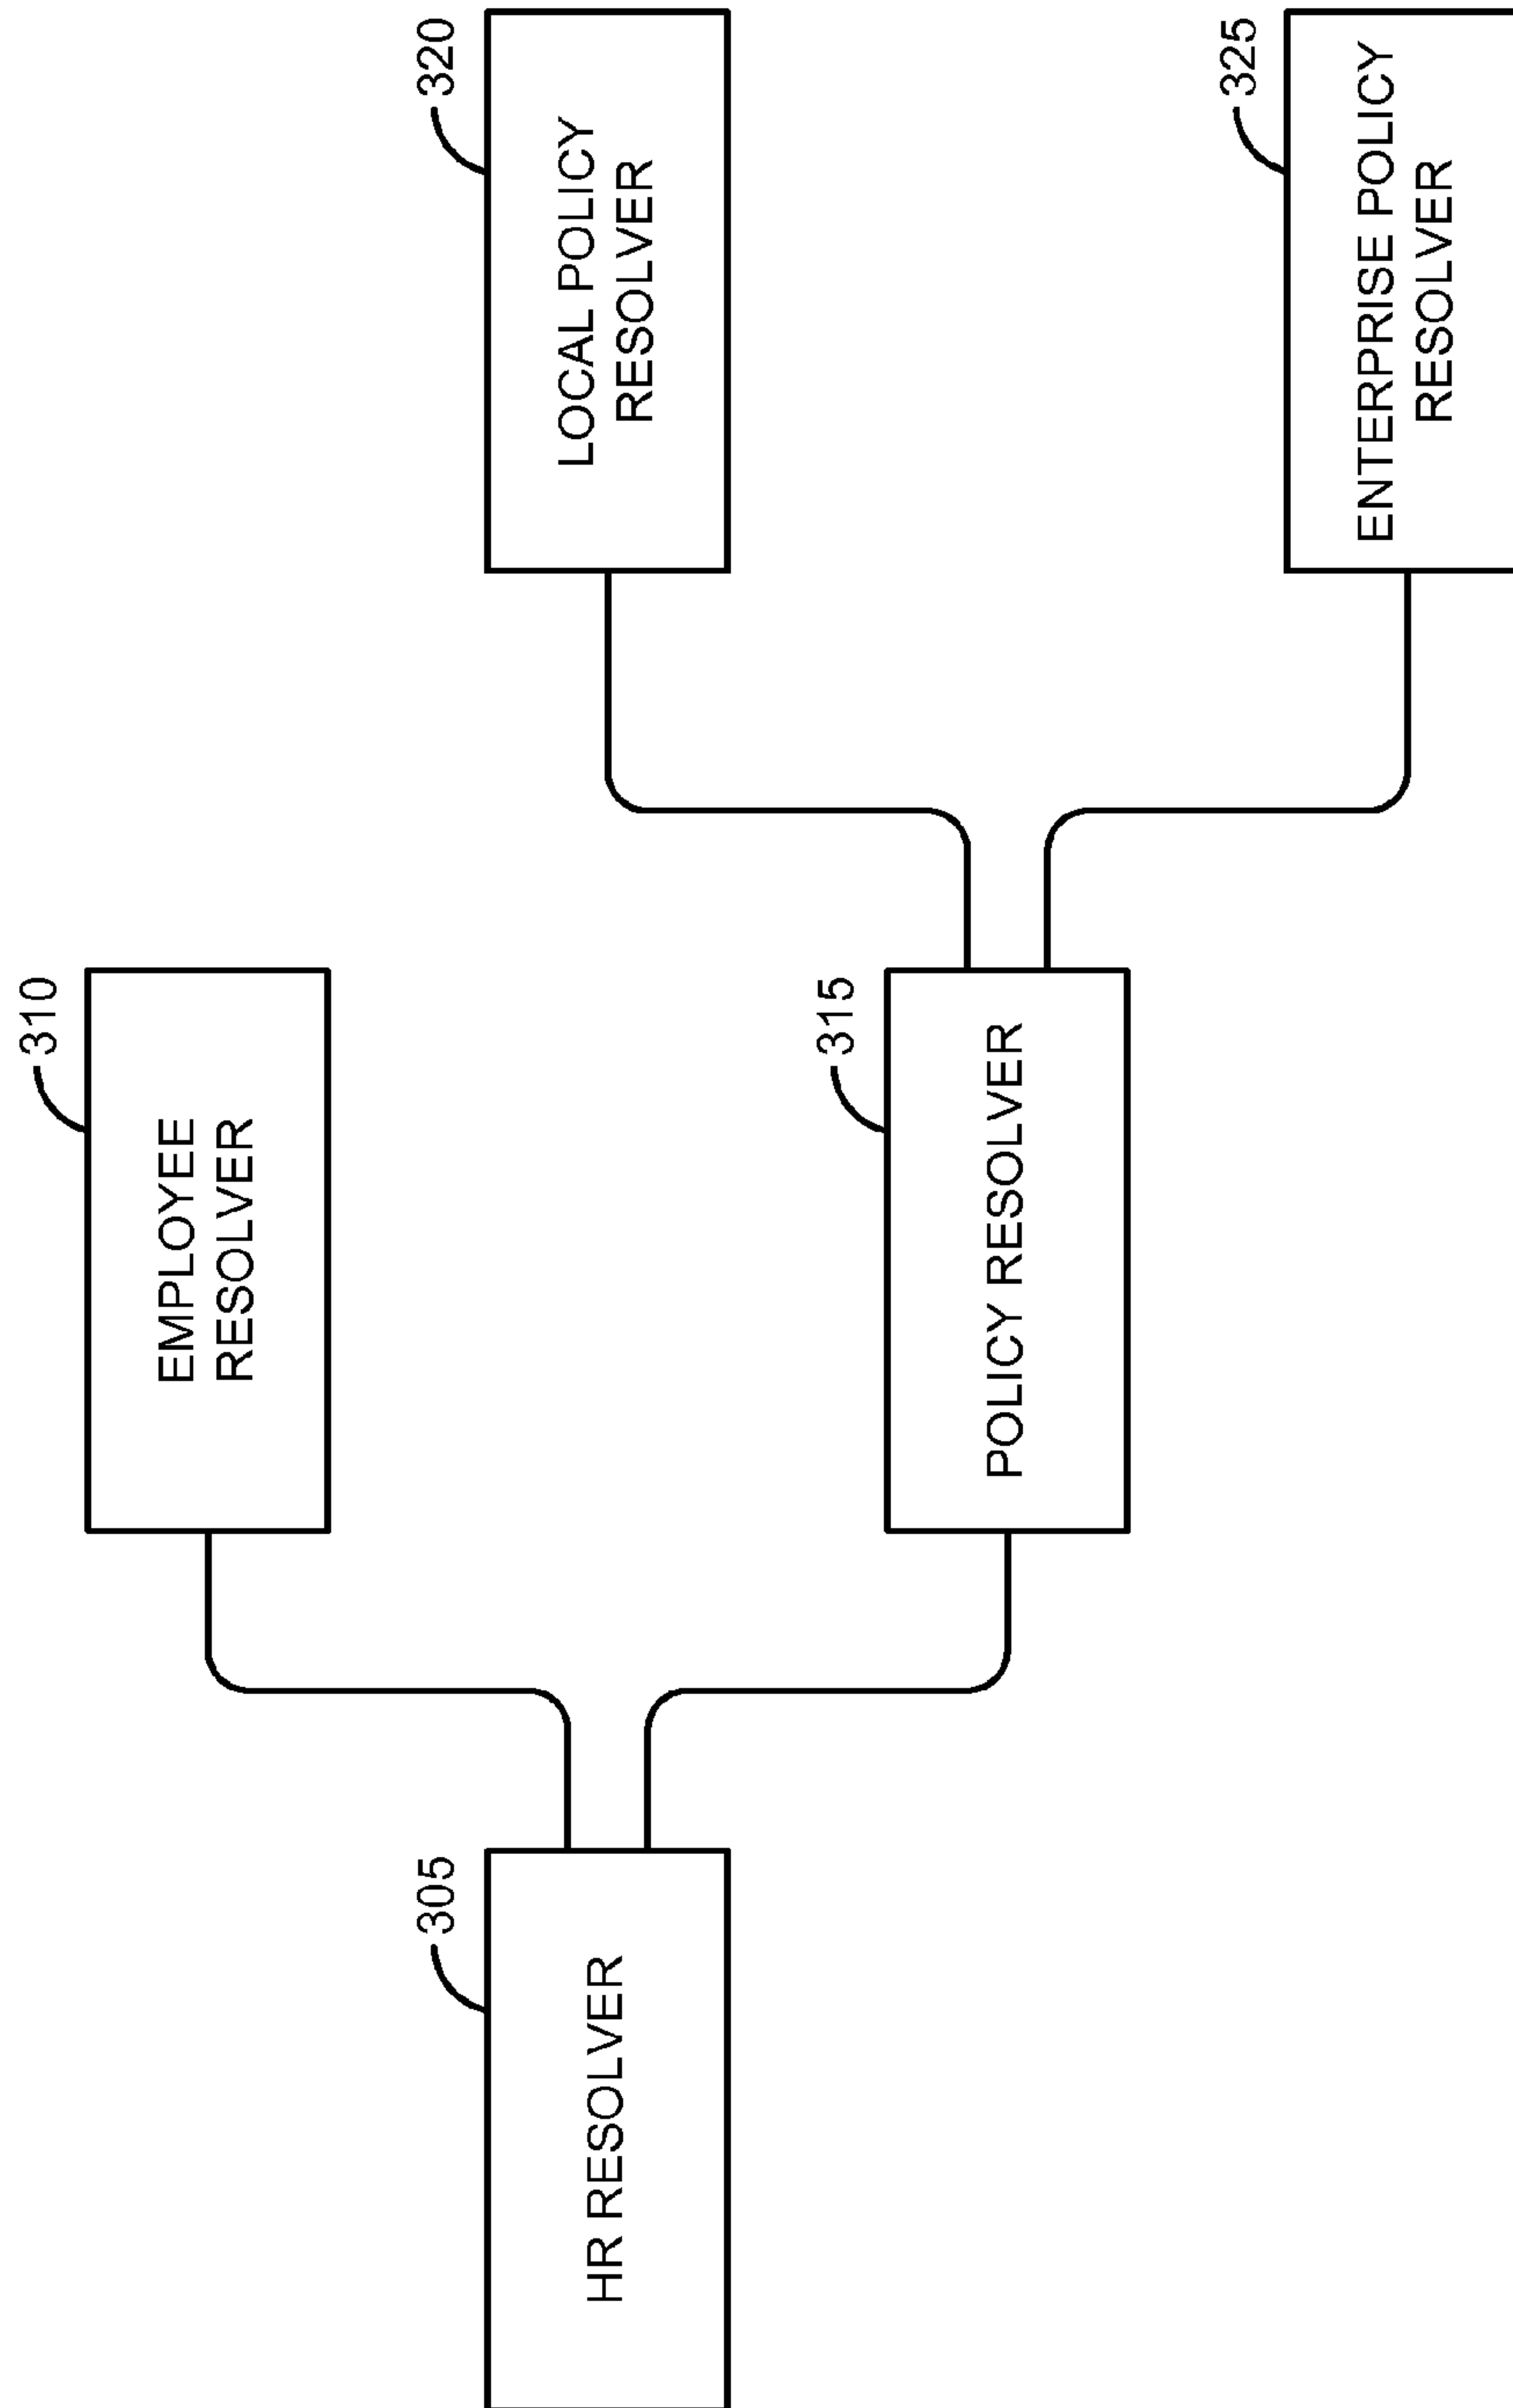 305
HR RESOLVER
310
EMPLOYEE
RESOLVER
315
POLICY RESOLVER
320
LOCAL POLICY
RESOLVER
325
ENTERPRISE POLICY
RESOLVER